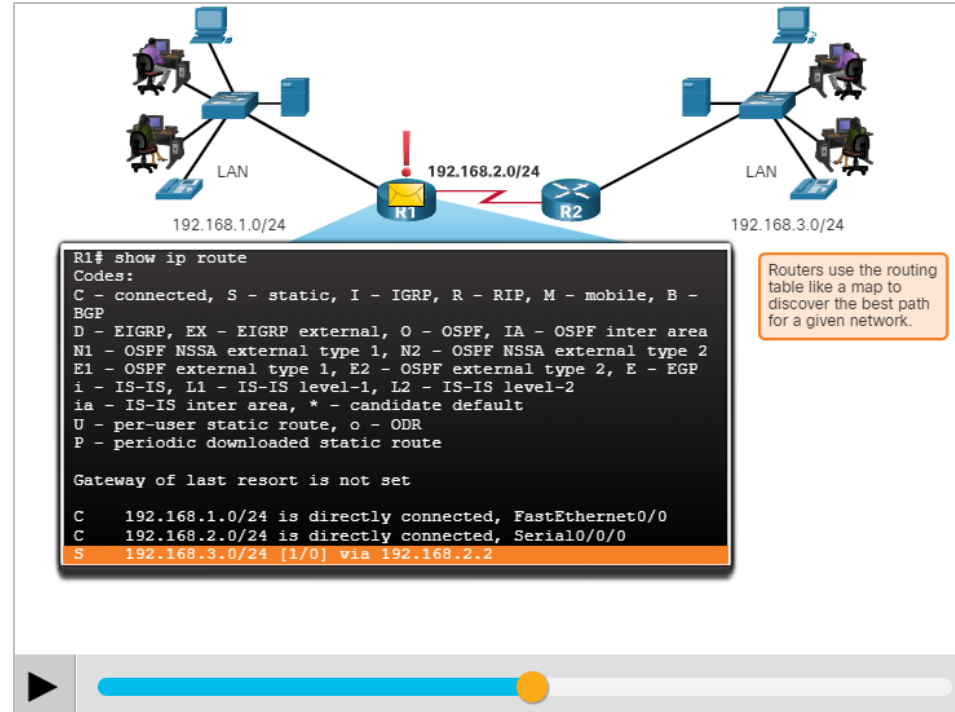 192.168.2.0/24
LAN
LAN
R1
R2
192.168.1.0/24
192.168.3.0/24
R1# show ip route
Codes:
C - connected, S - static, I - IGRP, R - RIP, M - mobile, B -
BGP
D - EIGRP, EX - EIGRP external, O - OSPF, IA - OSPF inter area
N1 - OSPF NSSA external type 1, N2 - OSPF NSSA external type 2
E1 - OSPF external type 1, E2 - OSPF external type 2, E - EGP
i - IS-IS, L1 - IS-IS level-1, L2 - IS-IS level-2
ia - IS-IS inter area, * - candidate default
U - per-user static route, o - ODR
P - periodic downloaded static route
Gateway of last resort is not set
C 192.168.1.0/24 is directly connected, FastEthernet0/0
C 192.168.2.0/24 is directly connected, Serial0/0/0
S 192.168.3.0/24 [1/0] via 192.168.2.2
Routers use the routing
table like a map to
discover the best path
for a given network.